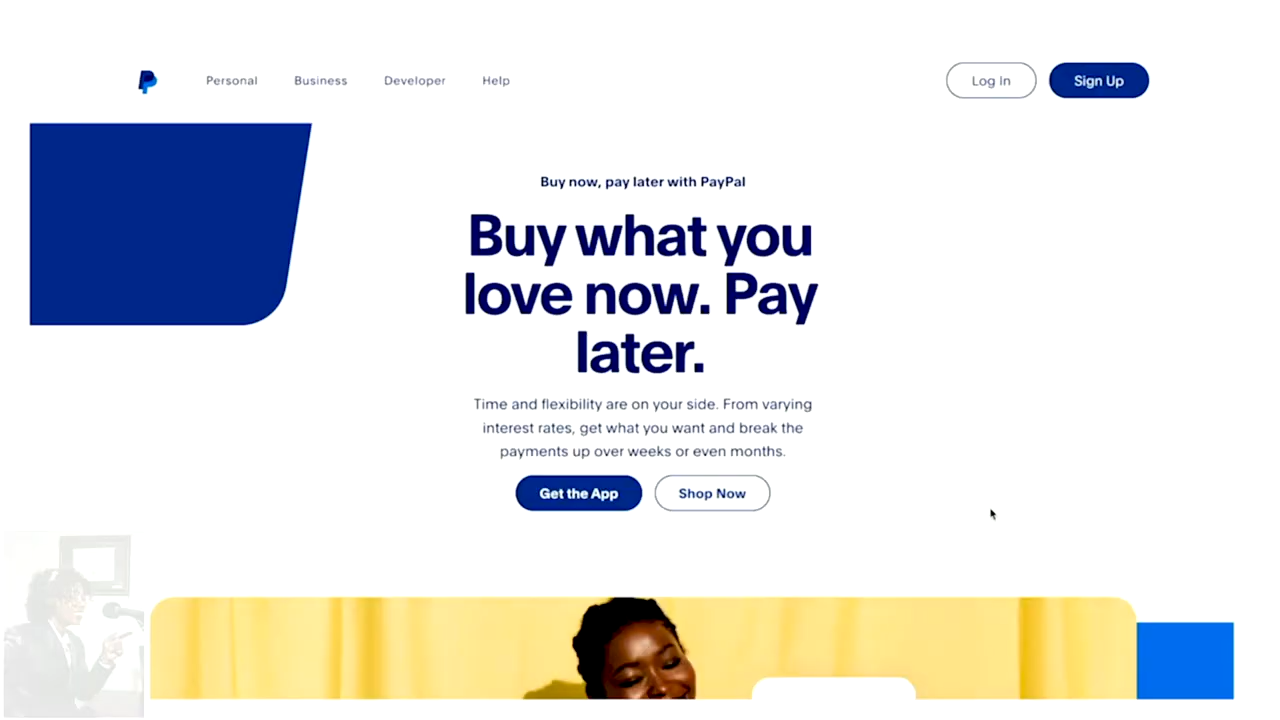 Personal
Business
Developer
Help
Log In
Sign Up
Buy now, pay later with PayPal
Buy what you
love now. Pay
later.
Time and flexibility are on your side. From varying
interest rates, get what you want and break the
payments up over weeks or even months.
Get the App
Shop Now